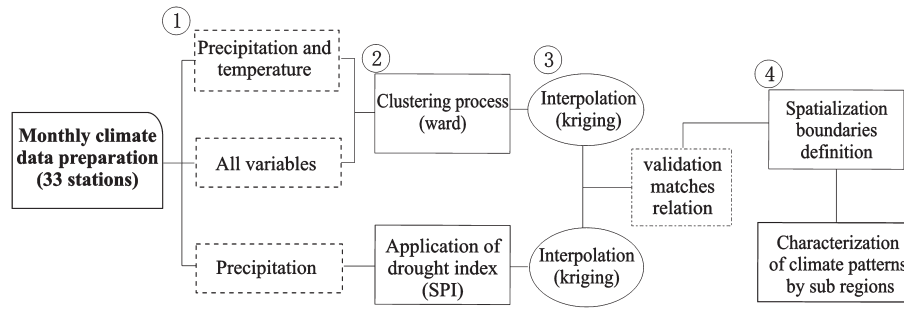 ①
Precipitation and
temperature
②
③
④
Monthly climate
data preparation
(33 stations)
All variables
Precipitation
Clustering process
(ward)
Application of
drought index
(SPI)
Interpolation
(kriging)
Interpolation
(kriging)
validation
matches
relation
Spatialization
boundaries
definition
Characterization
of climate patterns
by sub regions